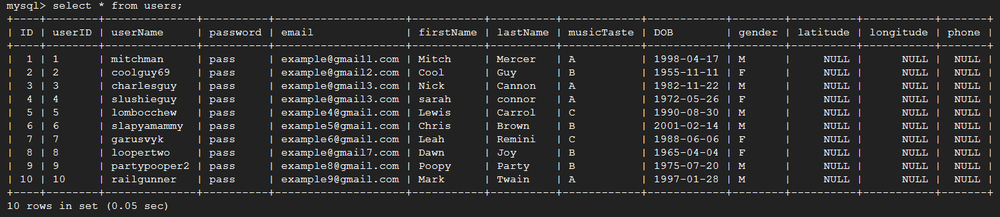 mysql> select * from users;
+----+--------+--------------+----------+--------------------+-----------+----------+------------+------------+--------+----------+-----------+-------+
| ID | userID | userName     | password | email              | firstName | lastName | musicTaste | DOB        | gender | latitude | longitude | phone |
+----+--------+--------------+----------+--------------------+-----------+----------+------------+------------+--------+----------+-----------+-------+
|  1 | 1      | mitchman     | pass     | example@gmai1l.com | Mitch     | Mercer   | A          | 1998-04-17 | M      |     NULL |      NULL |  NULL |
|  2 | 2      | coolguy69    | pass     | example@gmail2.com | Cool      | Guy      | B          | 1955-11-11 | F      |     NULL |      NULL |  NULL |
|  3 | 3      | charlesguy   | pass     | example@gmail3.com | Nick      | Cannon   | A          | 1982-11-22 | M      |     NULL |      NULL |  NULL |
|  4 | 4      | slushieguy   | pass     | example@gmail3.com | sarah     | connor   | A          | 1972-05-26 | F      |     NULL |      NULL |  NULL |
|  5 | 5      | lombocchew   | pass     | example4@gmail.com | Lewis     | Carrol   | C          | 1990-08-30 | M      |     NULL |      NULL |  NULL |
|  6 | 6      | slapyamammy  | pass     | example5@gmail.com | Chris     | Brown    | B          | 2001-02-14 | M      |     NULL |      NULL |  NULL |
|  7 | 7      | garusvyk     | pass     | example6@gmail.com | Leah      | Remini   | C          | 1988-06-06 | F      |     NULL |      NULL |  NULL |
|  8 | 8      | loopertwo    | pass     | example@gmail7.com | Dawn      | Joy      | B          | 1965-04-04 | F      |     NULL |      NULL |  NULL |
|  9 | 9      | partypooper2 | pass     | example8@gmail.com | Poopy     | Party    | B          | 1975-07-20 | M      |     NULL |      NULL |  NULL |
| 10 | 10     | railgunner   | pass     | example9@gmail.com | Mark      | Twain    | A          | 1997-01-28 | M      |     NULL |      NULL |  NULL |
+----+--------+--------------+----------+--------------------+-----------+----------+------------+------------+--------+----------+-----------+-------+
10 rows in set (0.05 sec)